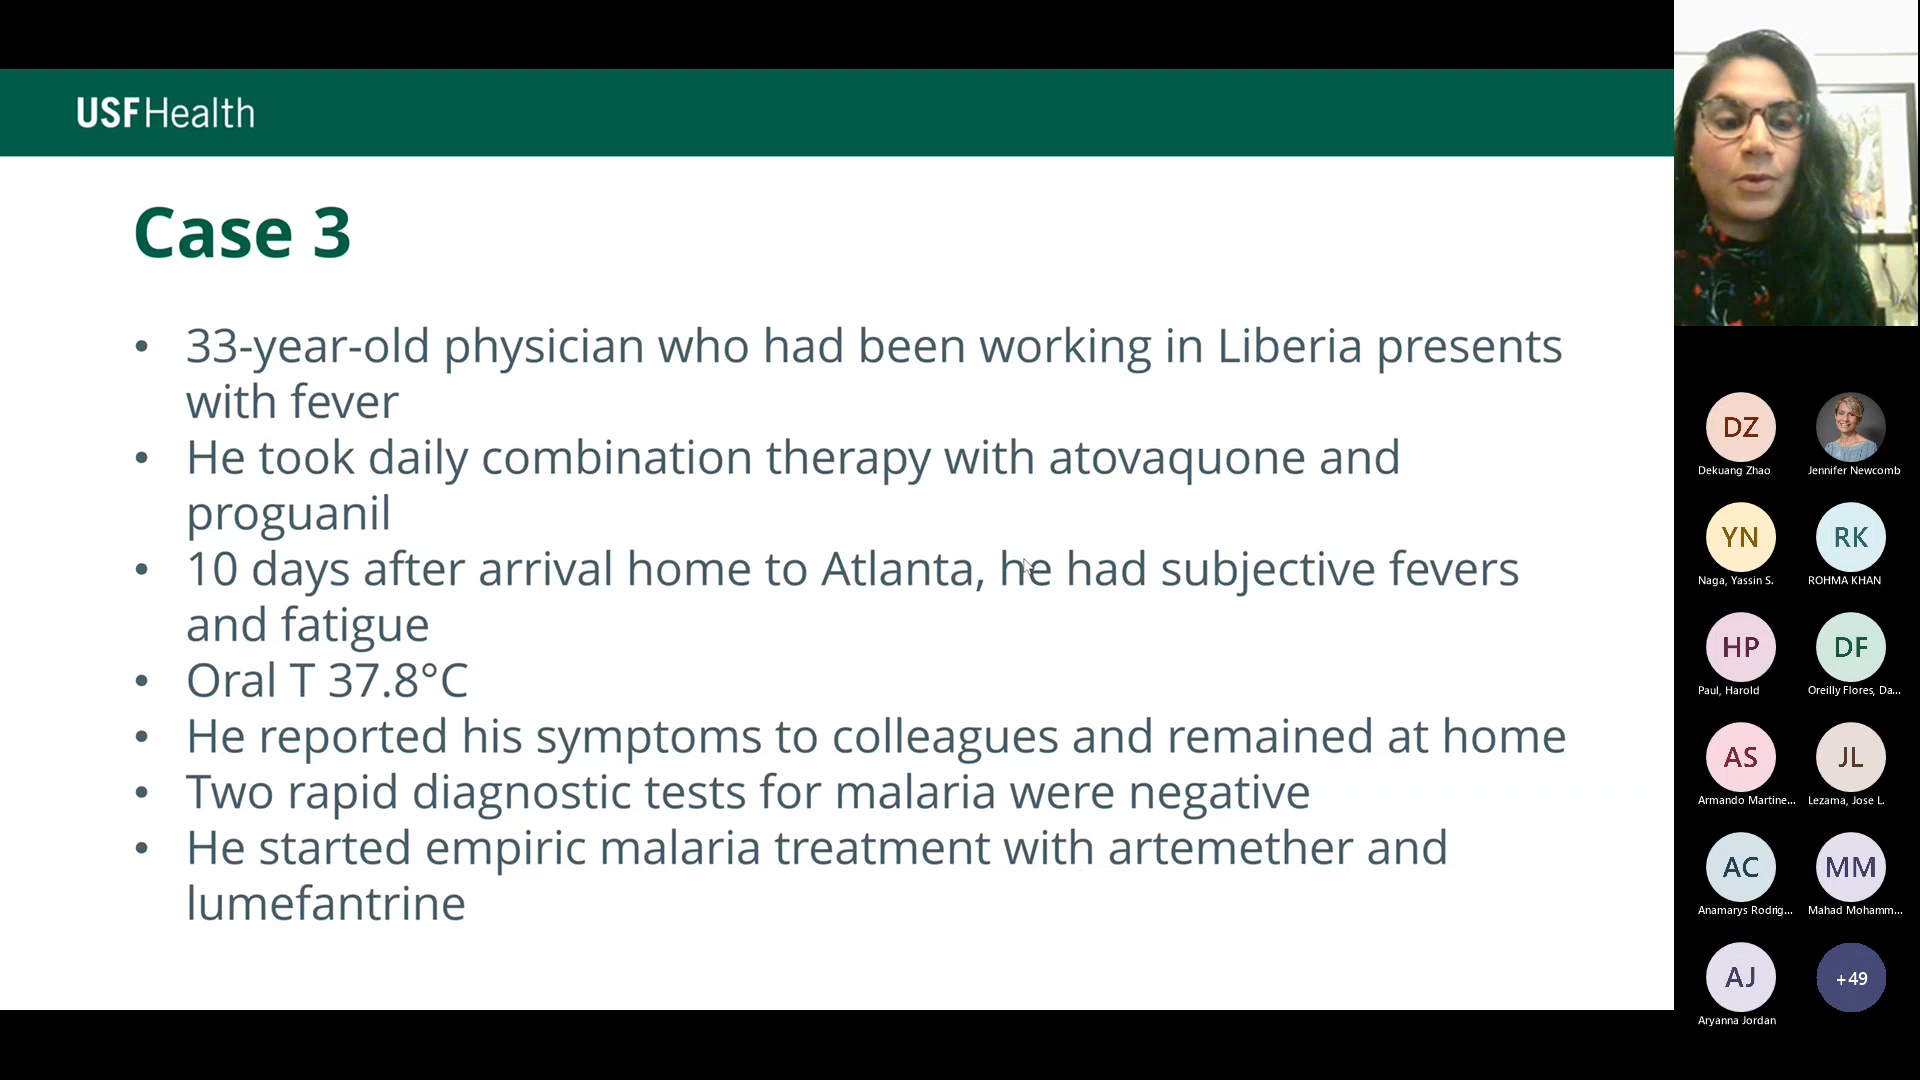 USF Health
Case 3
• 33-year-old physician who had been working in Liberia presents
with fever
• He took daily combination therapy with atovaquone and
proguanil
• 10 days after arrival home to Atlanta, he had subjective fevers
and fatigue
• Oral T 37.8°C
• He reported his symptoms to colleagues and remained at home
• Two rapid diagnostic tests for malaria were negative
• He started empiric malaria treatment with artemether and
lumefantrine
DZ
Dekuang Zhao
Jennifer Newcomb
YN
RK
Naga, Yassin S.
ROHMA KHAN
HP
DF
Paul, Harold
Oreilly Flores, Da...
AS
JL
Armando Martine...
Lezama, Jose L.
AC
MM
Anamarys Rodrig...
Mahad Mohamm...
AJ
+49
Aryanna Jordan